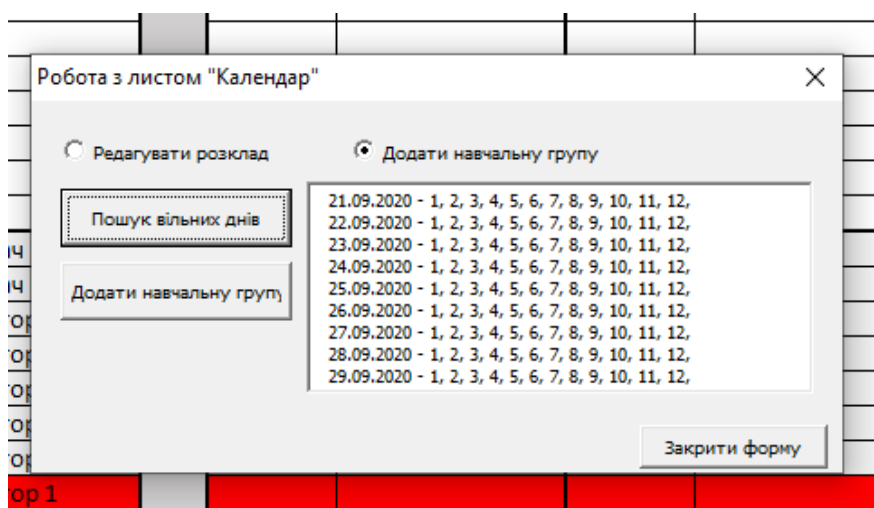 Робота з листом "Календар"
Редагувати розклад
Додати навчальну групу
Пошук вільних днів
Додати навчальну груп
21.09.2020 - 1, 2, 3, 4, 5, 6, 7, 8, 9, 10, 11, 12,
22.09.2020 - 1, 2, 3, 4, 5, 6, 7, 8, 9, 10, 11, 12,
23.09.2020 - 1, 2, 3, 4, 5, 6, 7, 8, 9, 10, 11, 12,
24.09.2020 - 1, 2, 3, 4, 5, 6, 7, 8, 9, 10, 11, 12,
25.09.2020 - 1, 2, 3, 4, 5, 6, 7, 8, 9, 10, 11, 12,
26.09.2020 - 1, 2, 3, 4, 5, 6, 7, 8, 9, 10, 11, 12,
27.09.2020 - 1, 2, 3, 4, 5, 6, 7, 8, 9, 10, 11, 12,
28.09.2020 - 1, 2, 3, 4, 5, 6, 7, 8, 9, 10, 11, 12,
29.09.2020 - 1, 2, 3, 4, 5, 6, 7, 8, 9, 10, 11, 12,
Закрити форму
ор 1